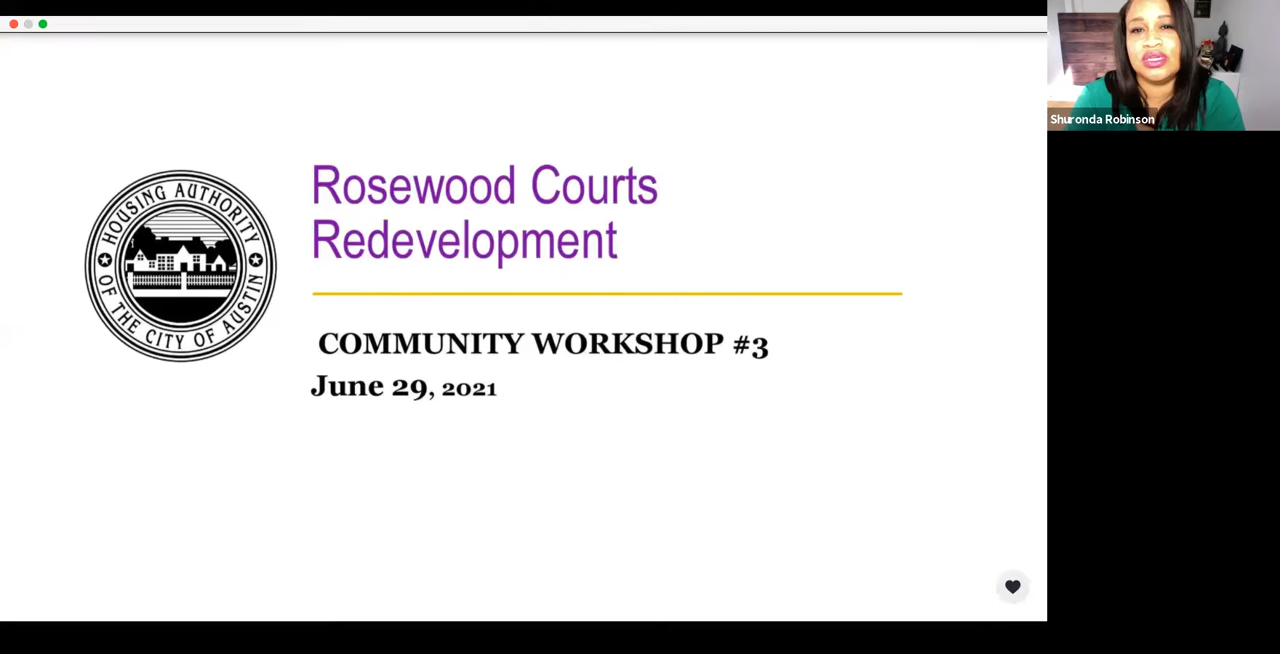 HOUSING AUTHORITY
OF THE CITY OF AUSTIN
Rosewood Courts
Redevelopment
COMMUNITY WORKSHOP #3
June 29, 2021
Shuronda Robinson